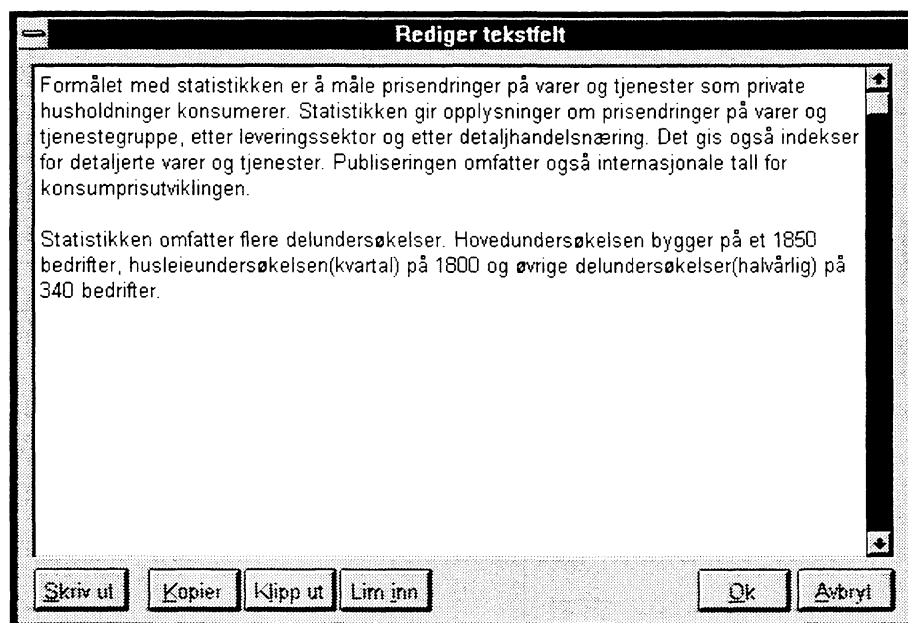 Rediger tekstfelt
Formålet med statistikken er å måle prisendringer på varer og tjenester som private
husholdninger konsumerer. Statistikken gir opplysninger om prisendringer på varer og
tjenestegruppe, etter leveringssektor og etter detaljhandelsnæring. Det gis også indekser
for detaljerte varer og tjenester. Publiseringen omfatter også internasjonale tall for
konsumprisutviklingen.
Statistikken omfatter flere delundersøkelser. Hovedundersøkelsen bygger på et 1850
bedrifter, husleieundersøkelsen(kvartal) på 1800 og øvrige delundersøkelser(halvårlig) på
340 bedrifter.
Skriv ut Kopier Klipp ut Lim inn Ok Avbryt